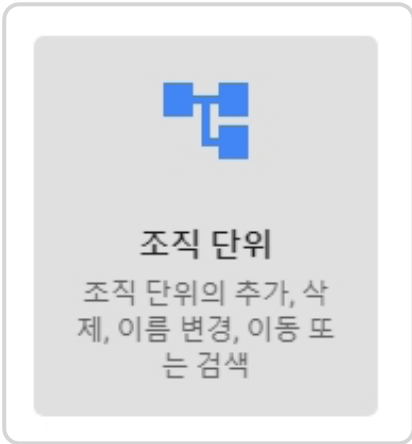 조직 단위
조직 단위의 추가, 삭
제, 이름 변경, 이동 또
는 검색